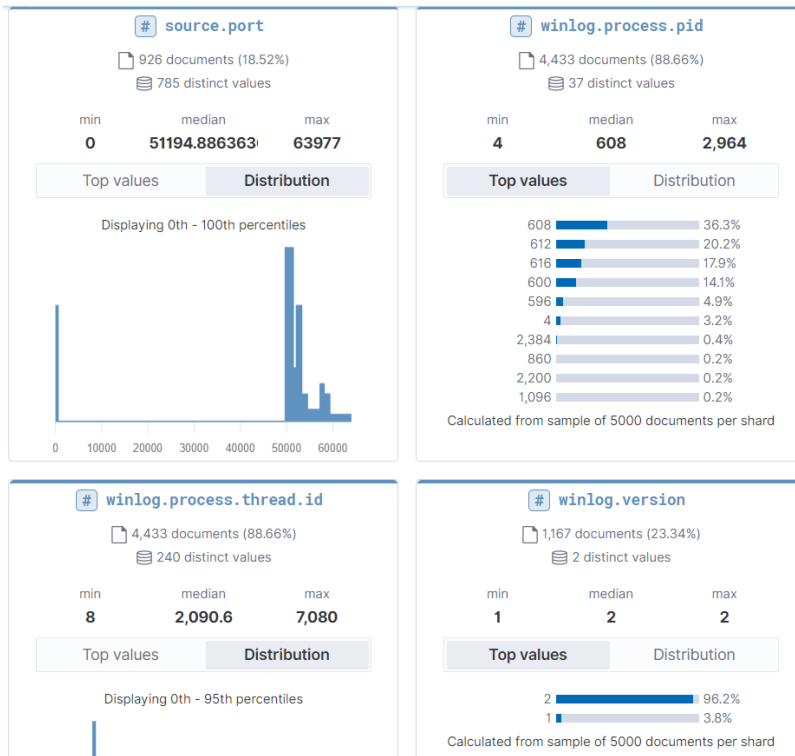 # source.port
926 documents (18.52%)
785 distinct values
min median max
0 51194.886363 63977
Top values Distribution
Displaying 0th - 100th percentiles
0 10000 20000 30000 40000 50000 60000
# winlog.process.pid
4,433 documents (88.66%)
37 distinct values
min median max
4 608 2,964
Top values Distribution
608 36.3%
612 20.2%
616 17.9%
600 14.1%
596 4.9%
4 3.2%
2,384 0.4%
860 0.2%
2,200 0.2%
1,096 0.2%
Calculated from sample of 5000 documents per shard
# winlog.process.thread.id
4,433 documents (88.66%)
240 distinct values
min median max
8 2,090.6 7,080
Top values Distribution
Displaying 0th - 95th percentiles
# winlog.version
1,167 documents (23.34%)
2 distinct values
min median max
1 2 2
Top values Distribution
2 96.2%
1 3.8%
Calculated from sample of 5000 documents per shard